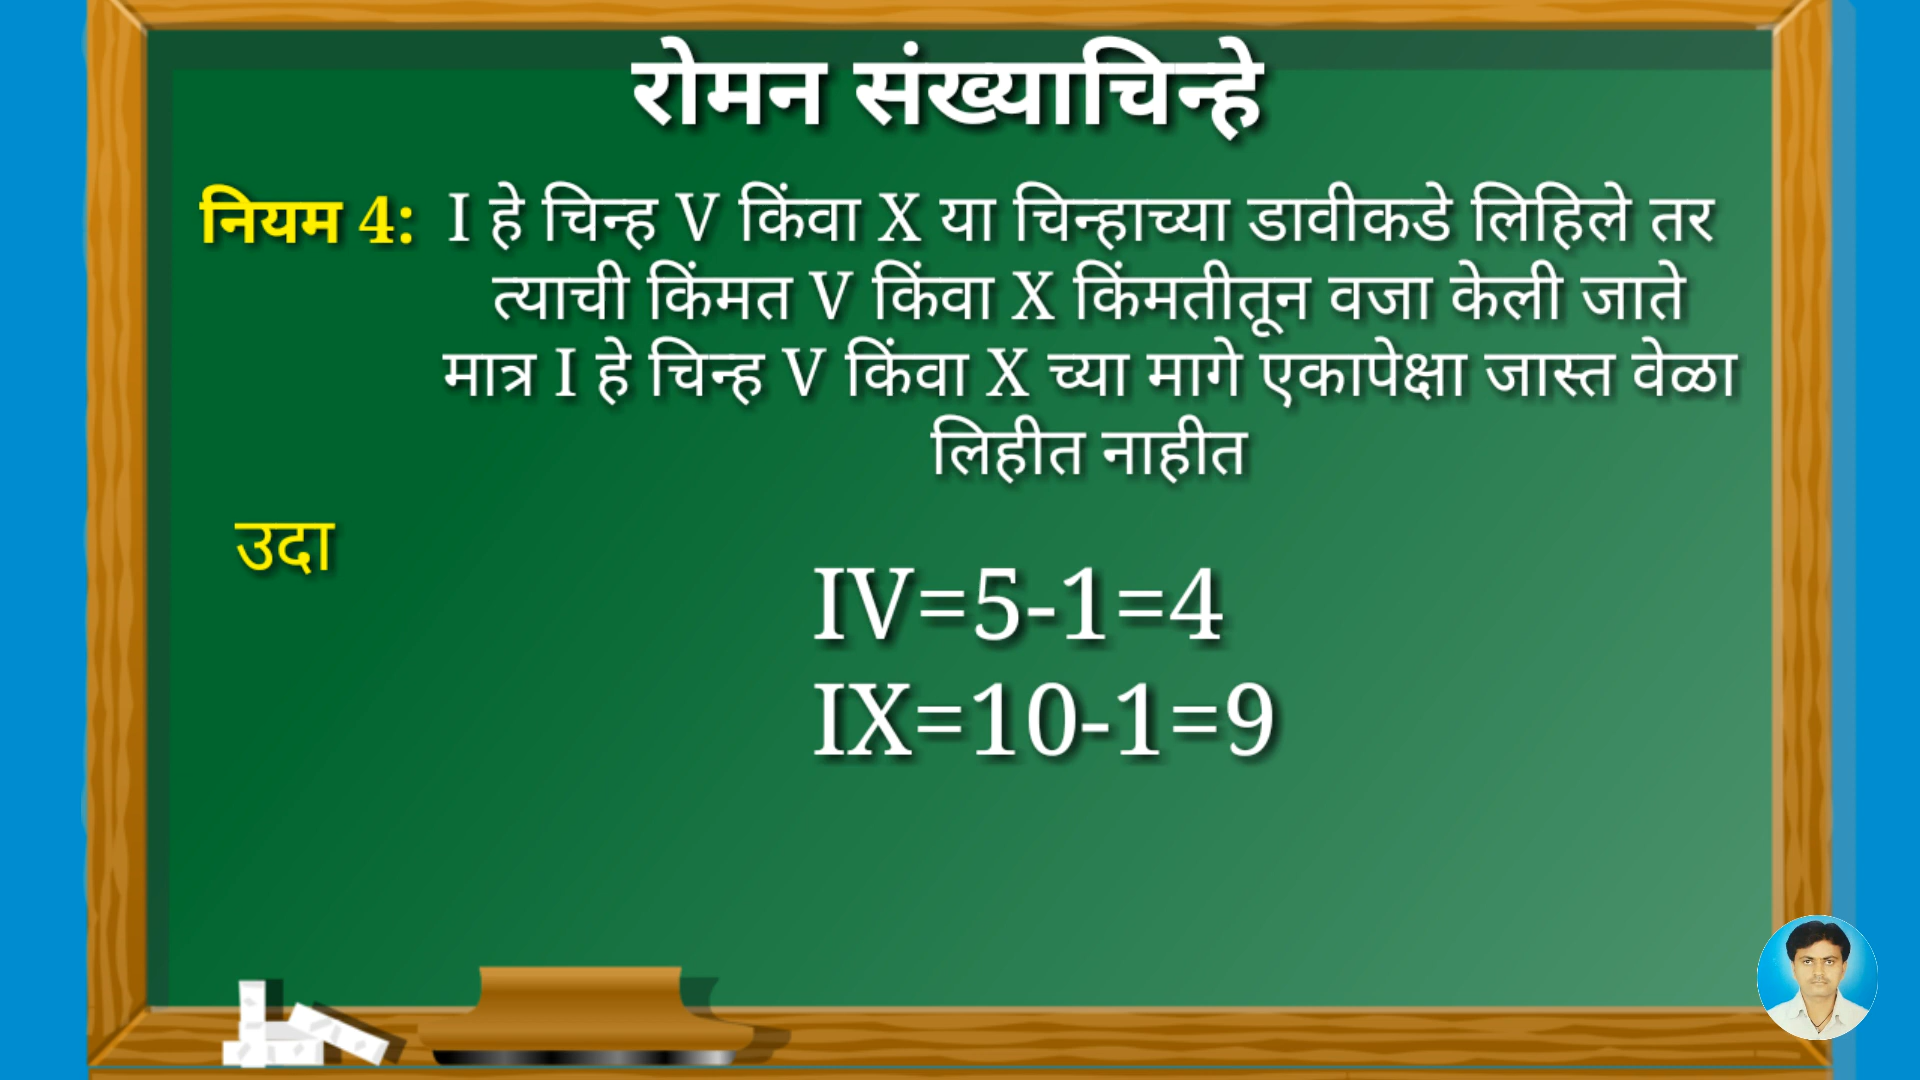 रोमन संख्याचिन्हे
नियम 4: I हे चिन्ह V किंवा X या चिन्हाच्या डावीकडे लिहिले तर
त्याची किंमत V किंवा X किंमतीतून वजा केली जाते
मात्र I हे चिन्ह V किंवा X च्या मागे एकापेक्षा जास्त वेळा
लिहीत नाहीत
उदा
IV=5-1=4
IX=10-1=9